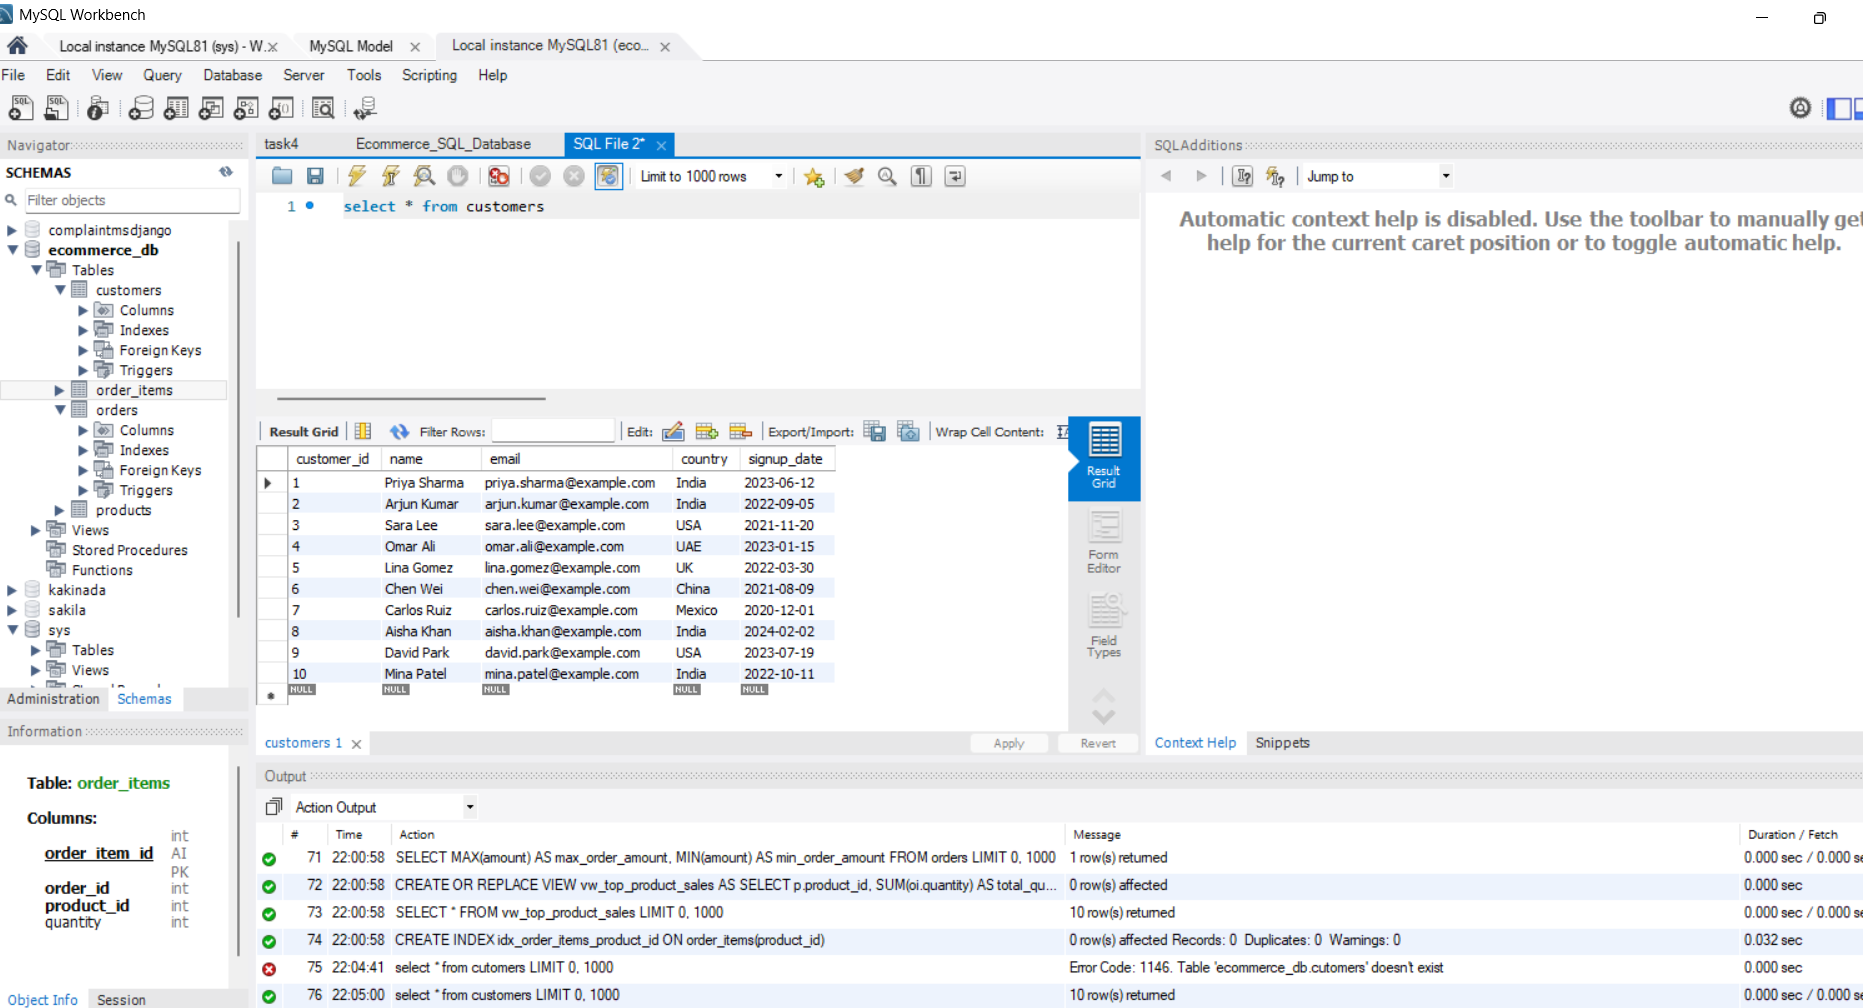 MySQL Workbench
Local instance MySQL81 (sys) - W.
MySQL Model
Local instance MySQL81 (eco...
File Edit View Query Database Server Tools Scripting Help
Navigator
SCHEMAS
Filter objects
complaintmsdjango
ecommerce_db
Tables
customers
Columns
Indexes
Foreign Keys
Triggers
order_items
orders
Columns
Indexes
Foreign Keys
Triggers
products
Views
Stored Procedures
Functions
kakinada
sakila
sys
Tables
Views
Administration Schemas
Information
Table: order_items
Columns:
order_item_id int AI PK
order_id int
product_id int
quantity int
Object Info Session
task4 Ecommerce_SQL_Database SQL File 2*
Limit to 1000 rows
1 select * from customers
Result Grid Filter Rows: Edit: Export/Import: Wrap Cell Content:
customer_id name email country signup_date
1 Priya Sharma priya.sharma@example.com India 2023-06-12
2 Arjun Kumar arjun.kumar@example.com India 2022-09-05
3 Sara Lee sara.lee@example.com USA 2021-11-20
4 Omar Ali omar.ali@example.com UAE 2023-01-15
5 Lina Gomez lina.gomez@example.com UK 2022-03-30
6 Chen Wei chen.wei@example.com China 2021-08-09
7 Carlos Ruiz carlos.ruiz@example.com Mexico 2020-12-01
8 Aisha Khan aisha.khan@example.com India 2024-02-02
9 David Park david.park@example.com USA 2023-07-19
10 Mina Patel mina.patel@example.com India 2022-10-11
NULL NULL NULL NULL NULL
Result Grid
Form Editor
Field Types
customers 1
Apply Revert
SQLAdditions
Jump to
Automatic context help is disabled. Use the toolbar to manually get
help for the current caret position or to toggle automatic help.
Context Help Snippets
Output
Action Output
# Time Action Message Duration / Fetch
71 22:00:58 SELECT MAX(amount) AS max_order_amount, MIN(amount) AS min_order_amount FROM orders LIMIT 0, 1000 1 row(s) returned 0.000 sec / 0.000 se
72 22:00:58 CREATE OR REPLACE VIEW vw_top_product_sales AS SELECT p.product_id, SUM(oi.quantity) AS total_qu... 0 row(s) affected 0.000 sec
73 22:00:58 SELECT * FROM vw_top_product_sales LIMIT 0, 1000 10 row(s) returned 0.000 sec / 0.000 se
74 22:00:58 CREATE INDEX idx_order_items_product_id ON order_items(product_id) 0 row(s) affected Records: 0 Duplicates: 0 Warnings: 0 0.032 sec
75 22:04:41 select * from cutomers LIMIT 0, 1000 Error Code: 1146. Table 'ecommerce_db.cutomers' doesn't exist 0.000 sec
76 22:05:00 select * from customers LIMIT 0, 1000 10 row(s) returned 0.000 sec / 0.000 se